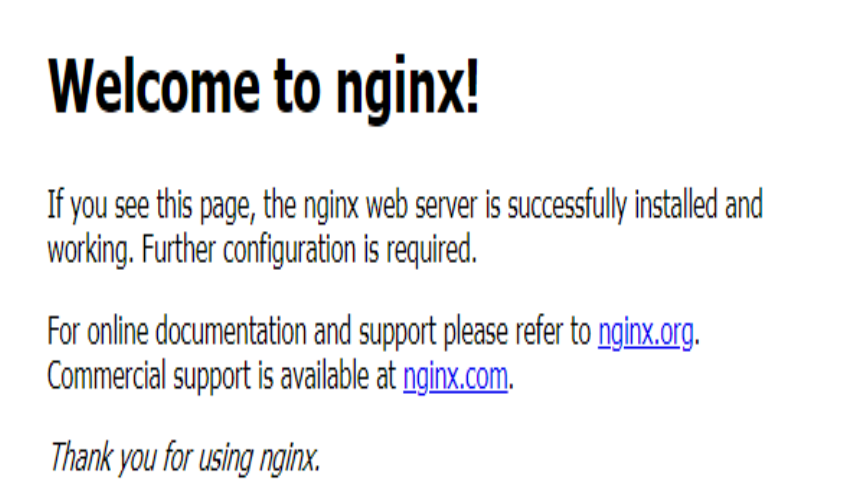 Welcome to nginx!
If you see this page, the nginx web server is successfully installed and
working. Further configuration is required.
For online documentation and support please refer to nginx.org.
Commercial support is available at nginx.com.
Thank you for using nginx.